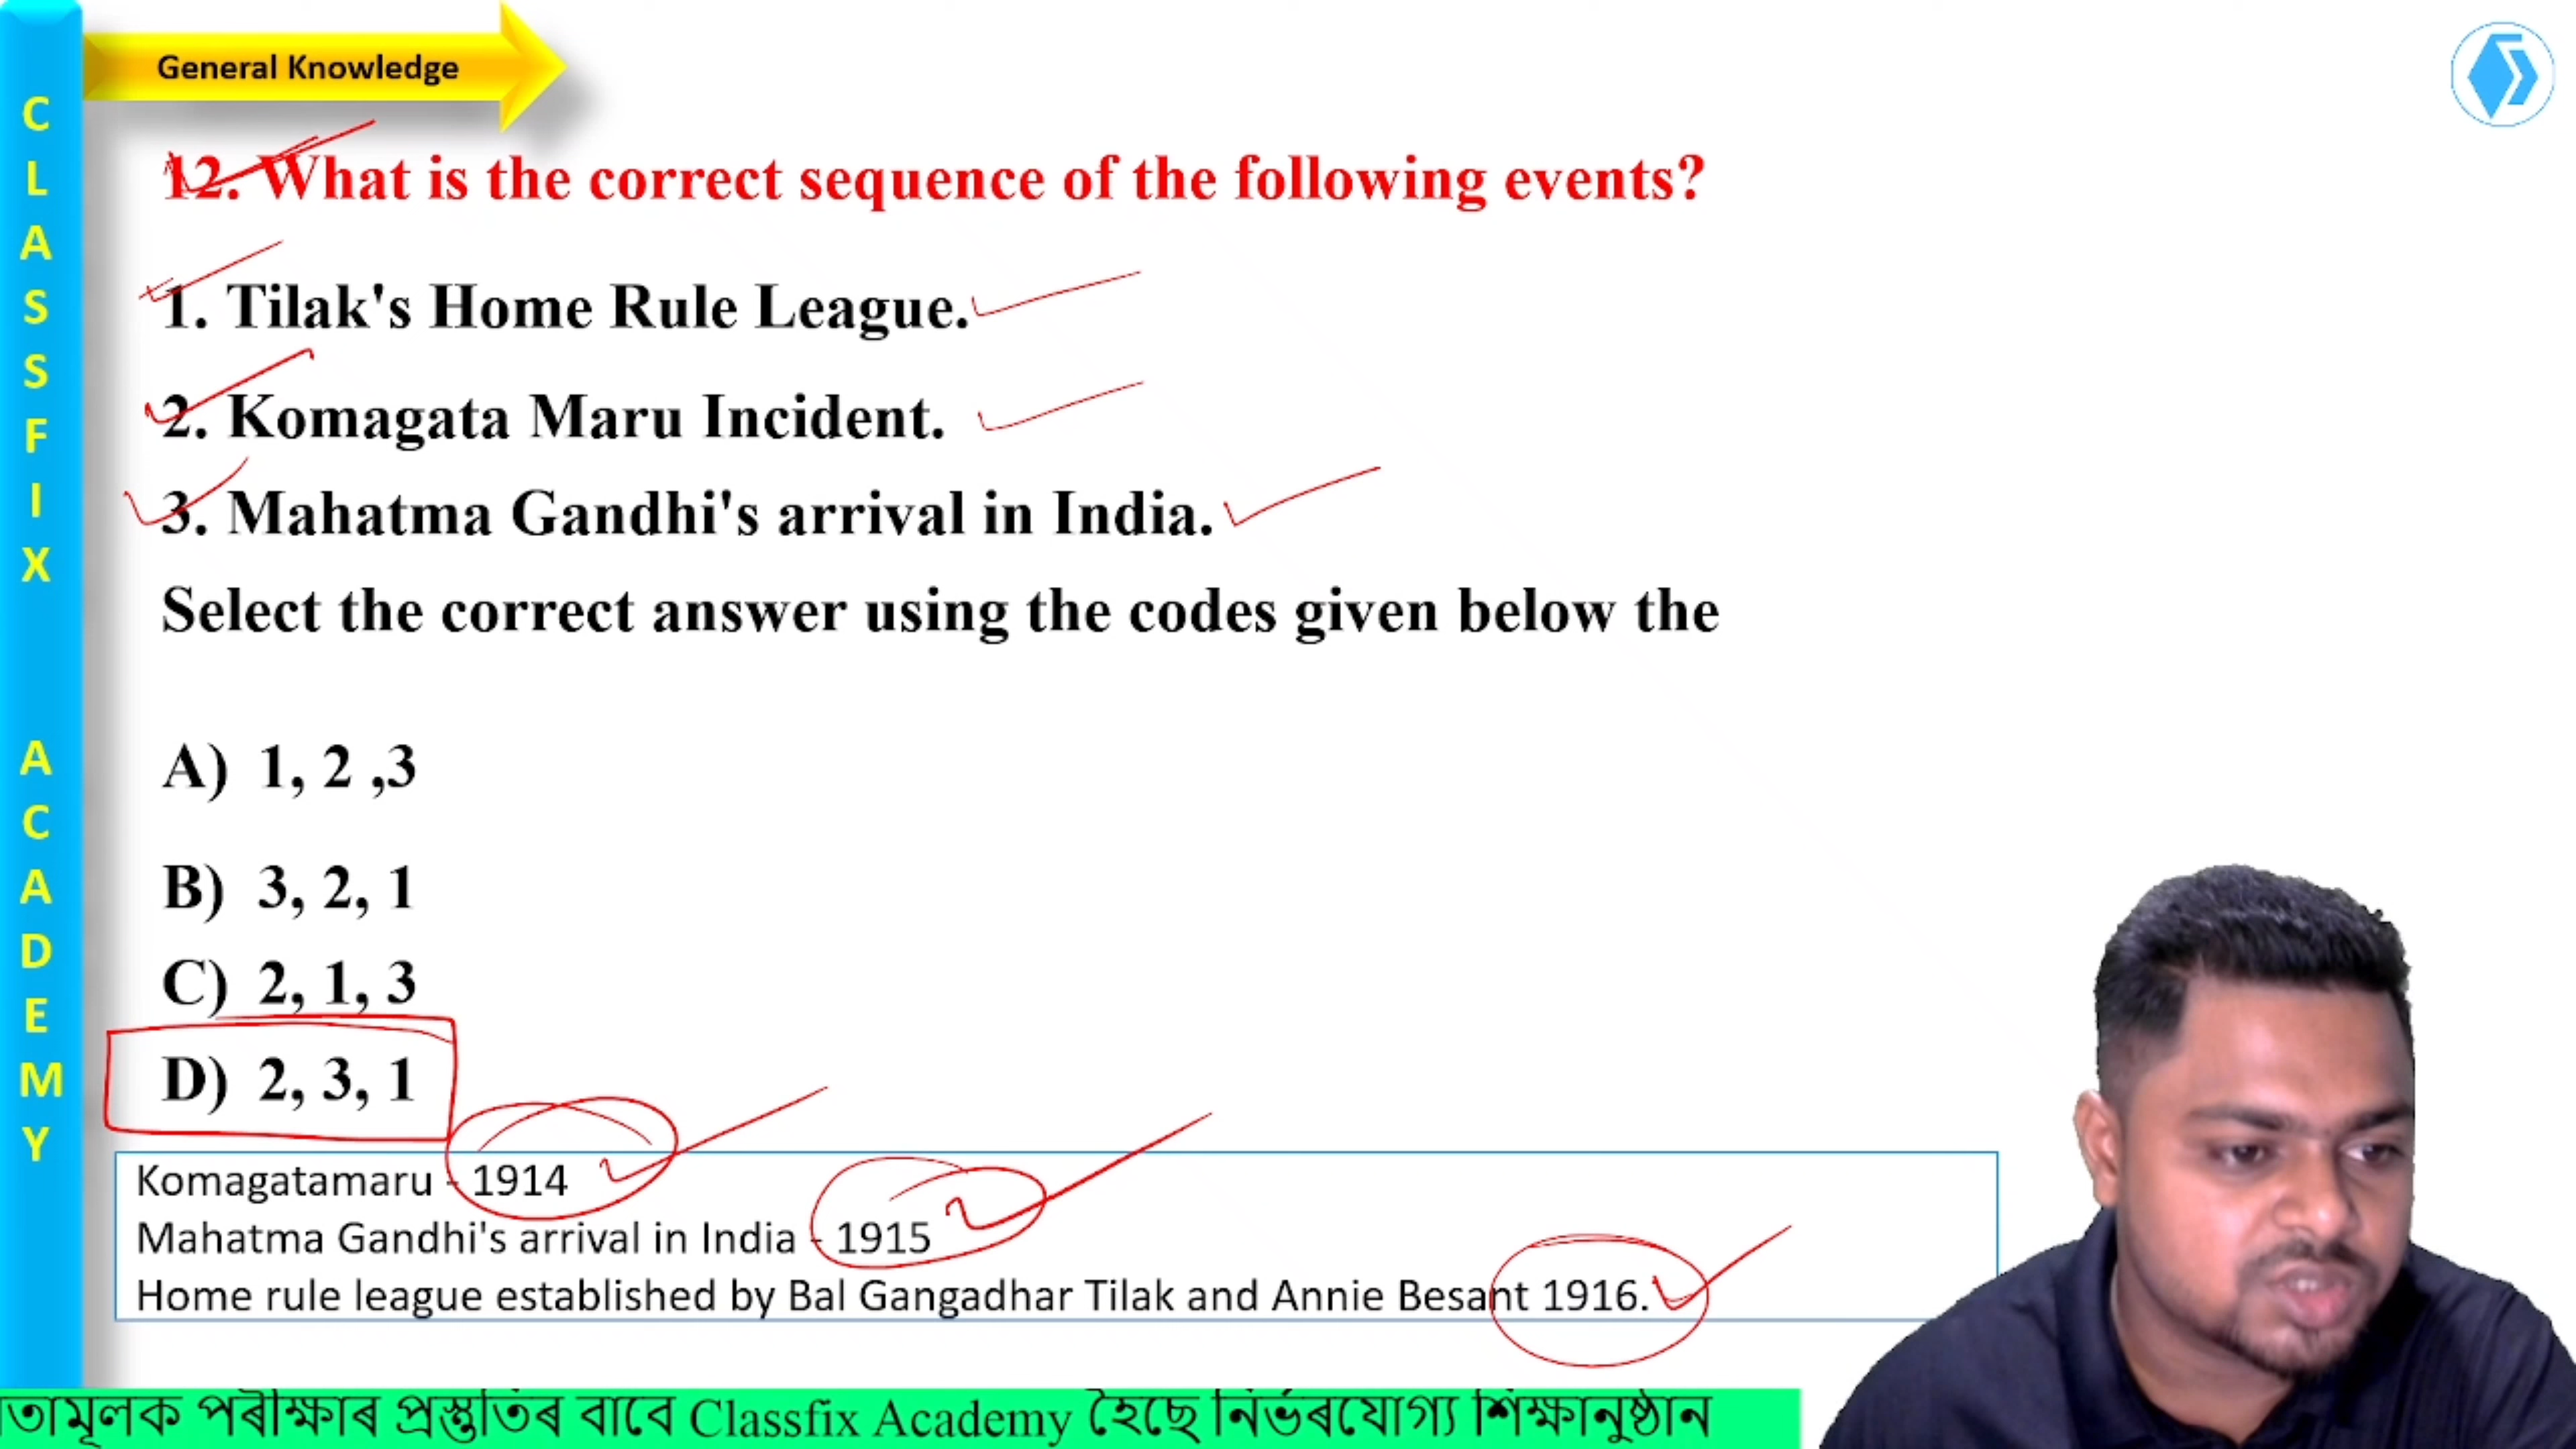 General Knowledge
CLASSFIX ACADEMY
12. What is the correct sequence of the following events?
1. Tilak's Home Rule League.
2. Komagata Maru Incident.
3. Mahatma Gandhi's arrival in India.
Select the correct answer using the codes given below the
A) 1, 2 ,3
B) 3, 2, 1
C) 2, 1, 3
D) 2, 3, 1
Komagatamaru - 1914
Mahatma Gandhi's arrival in India - 1915
Home rule league established by Bal Gangadhar Tilak and Annie Besant 1916.
তামূলক পৰীক্ষাৰ প্ৰস্তুতিৰ বাবে Classfix Academy হৈছে নিৰ্ভৰযোগ্য শিক্ষানুষ্ঠান